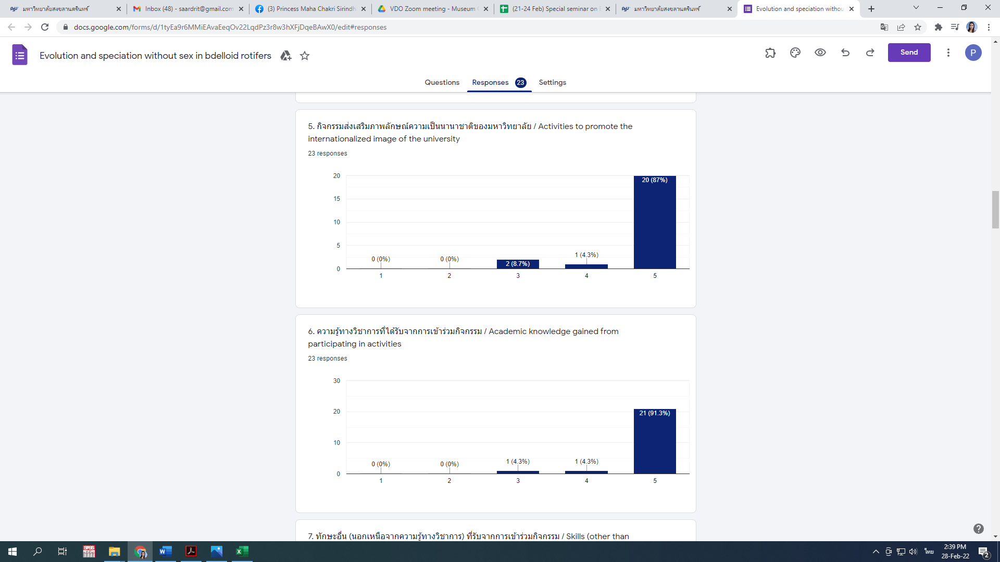 มหาวิทยาลัยสงขลานครินทร์
Inbox (48) - saardrit@gmail.com
(3) Princess Maha Chakri Sirindh
VDO Zoom meeting - Museum
(21-24 Feb) Special seminar on
มหาวิทยาลัยสงขลานครินทร์
Evolution and speciation withou
docs.google.com/forms/d/1tyEa9r6MMiEAvaEeqOv22LqdPz3r8w3hXFjDqeBAwX0/edit#responses
Evolution and speciation without sex in bdelloid rotifers
Send
P
Questions
Responses 23
Settings
5. กิจกรรมส่งเสริมภาพลักษณ์ความเป็นนานาชาติของมหาวิทยาลัย / Activities to promote the
internationalized image of the university
23 responses
20
15
10
5
0
0 (0%)
0 (0%)
2 (8.7%)
1 (4.3%)
20 (87%)
1
2
3
4
5
6. ความรู้ทางวิชาการที่ได้รับจากการเข้าร่วมกิจกรรม / Academic knowledge gained from
participating in activities
23 responses
30
20
10
0
0 (0%)
0 (0%)
1 (4.3%)
1 (4.3%)
21 (91.3%)
1
2
3
4
5
7. ทักษะอื่น (นอกเหนือจากความรู้ทางวิชาการ) ที่รับจากการเข้าร่วมกิจกรรม / Skills (other than
SPSS
ไทย
2:39 PM
28-Feb-22
2